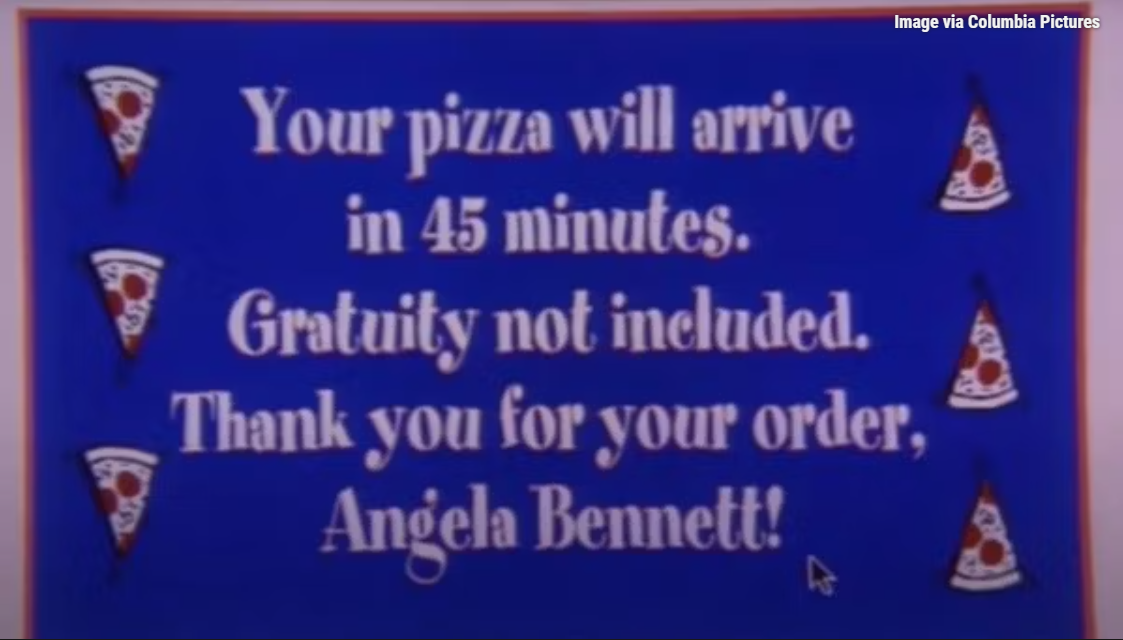 Image via Columbia Pictures
Your pizza will arrive
in 45 minutes.
Gratuity not included.
Thank you for your order,
Angela Bennett!